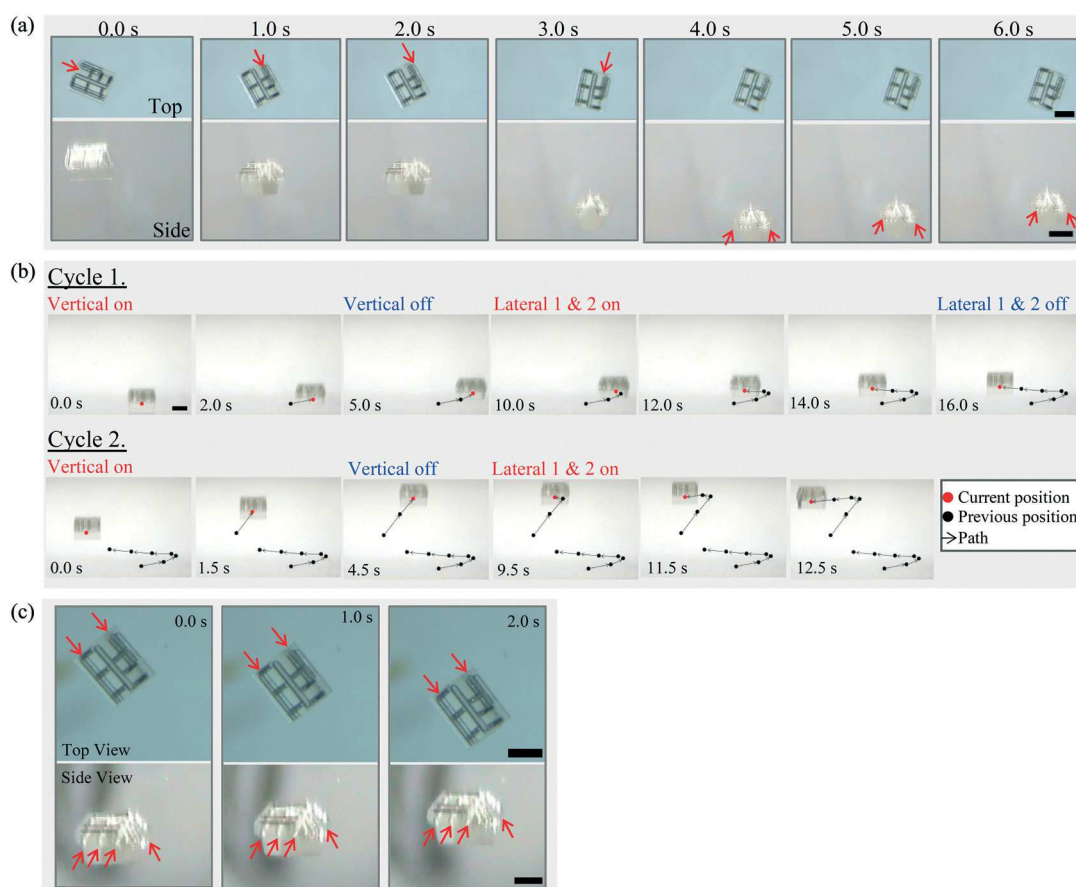 (a)
0.0 s 1.0 s 2.0 s 3.0 s 4.0 s 5.0 s 6.0 s
Top
Side
(b)
Cycle 1.
Vertical on Vertical off Lateral 1 & 2 on Lateral 1 & 2 off
0.0 s 2.0 s 5.0 s 10.0 s 12.0 s 14.0 s 16.0 s
Cycle 2.
Vertical on Vertical off Lateral 1 & 2 on
Current position
Previous position
Path
0.0 s 1.5 s 4.5 s 9.5 s 11.5 s 12.5 s
(c)
0.0 s 1.0 s 2.0 s
Top View
Side View